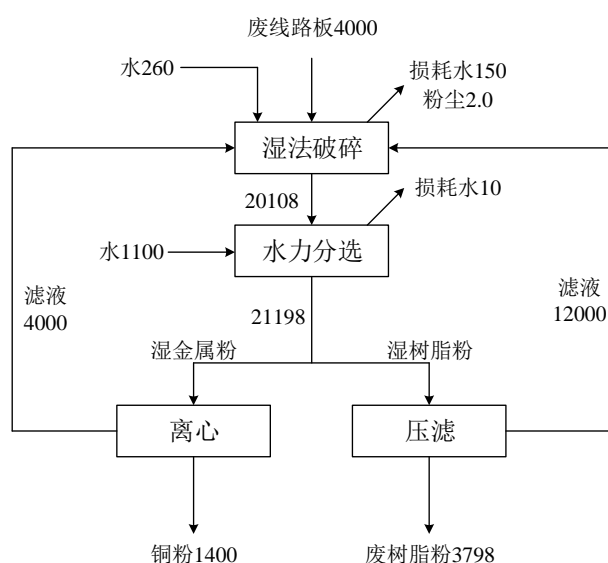 废线路板4000
水260
损耗水150
粉尘2.0
湿法破碎
20108
损耗水10
水1100
水力分选
滤液
4000
滤液
12000
21198
湿金属粉
湿树脂粉
离心
压滤
铜粉1400
废树脂粉3798